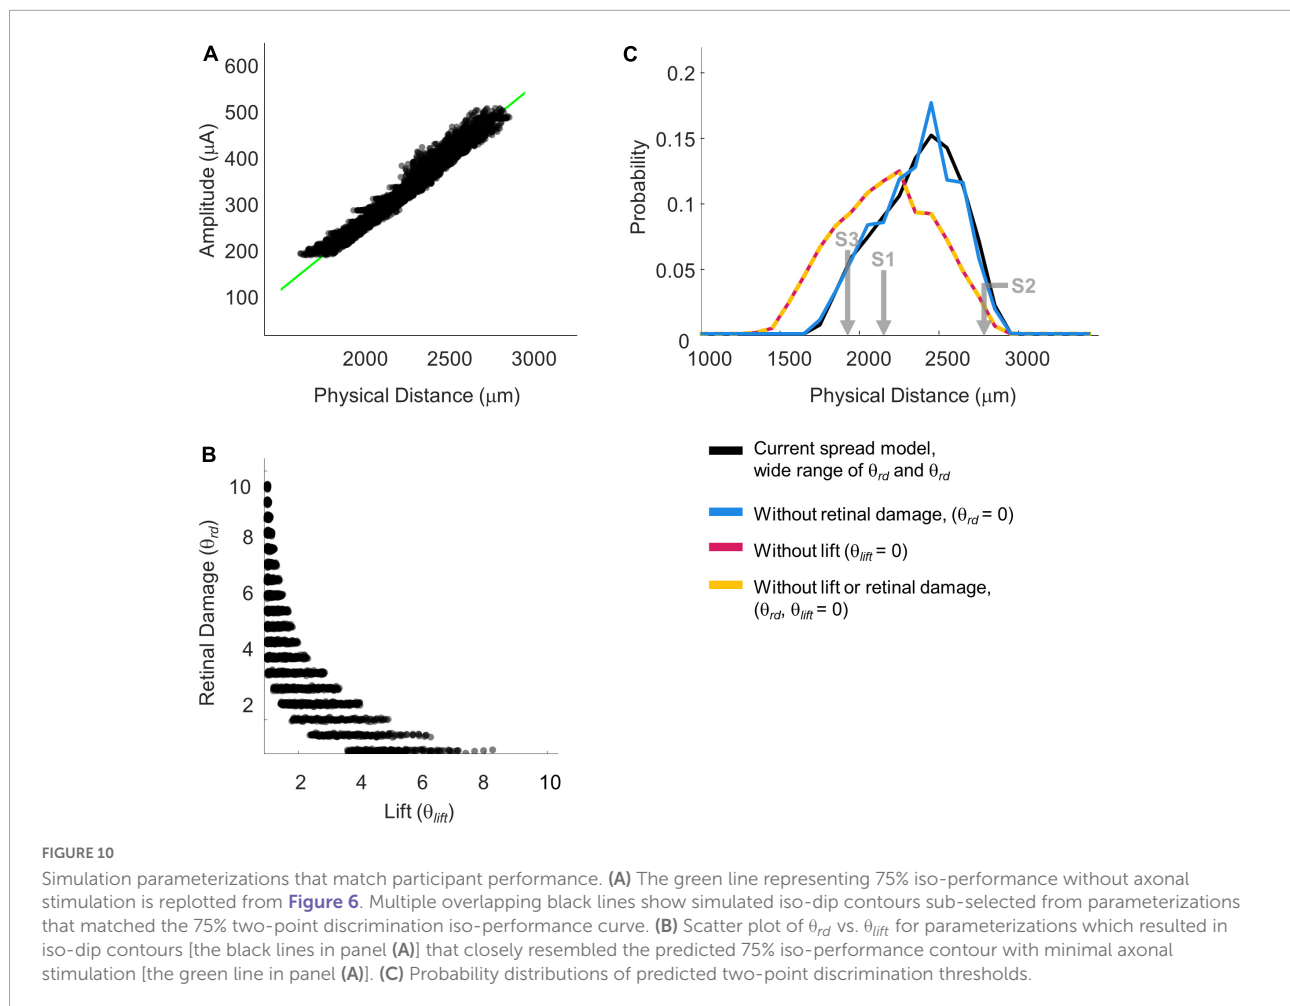 A
600
500
400
300
200
100
Amplitude (μA)
2000 2500 3000
Physical Distance (μm)
C
0.2
0.15
0.1
0.05
0
Probability
S3
S1
S2
1000 1500 2000 2500 3000
Physical Distance (μm)
B
10
8
6
4
2
Retinal Damage (θrd)
2 4 6 8 10
Lift (θlift)
Current spread model,
wide range of θrd and θrd
Without retinal damage, (θrd = 0)
Without lift (θlift = 0)
Without lift or retinal damage,
(θrd, θlift = 0)
FIGURE 10
Simulation parameterizations that match participant performance. (A) The green line representing 75% iso-performance without axonal
stimulation is replotted from Figure 6. Multiple overlapping black lines show simulated iso-dip contours sub-selected from parameterizations
that matched the 75% two-point discrimination iso-performance curve. (B) Scatter plot of θrd vs. θlift for parameterizations which resulted in
iso-dip contours [the black lines in panel (A)] that closely resembled the predicted 75% iso-performance contour with minimal axonal
stimulation [the green line in panel (A)]. (C) Probability distributions of predicted two-point discrimination thresholds.